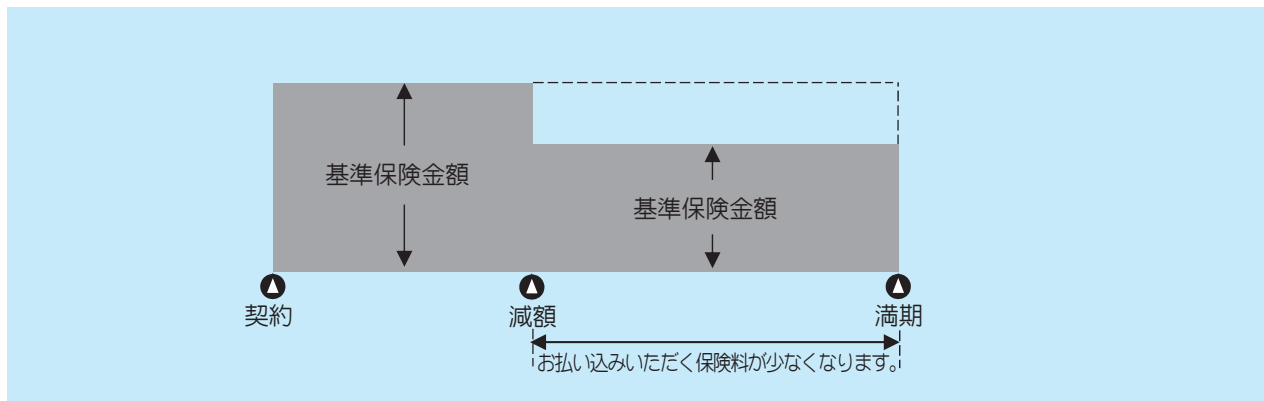 基準保険金額
基準保険金額
契約
減額
満期
お払い込みいただく保険料が少なくなります。